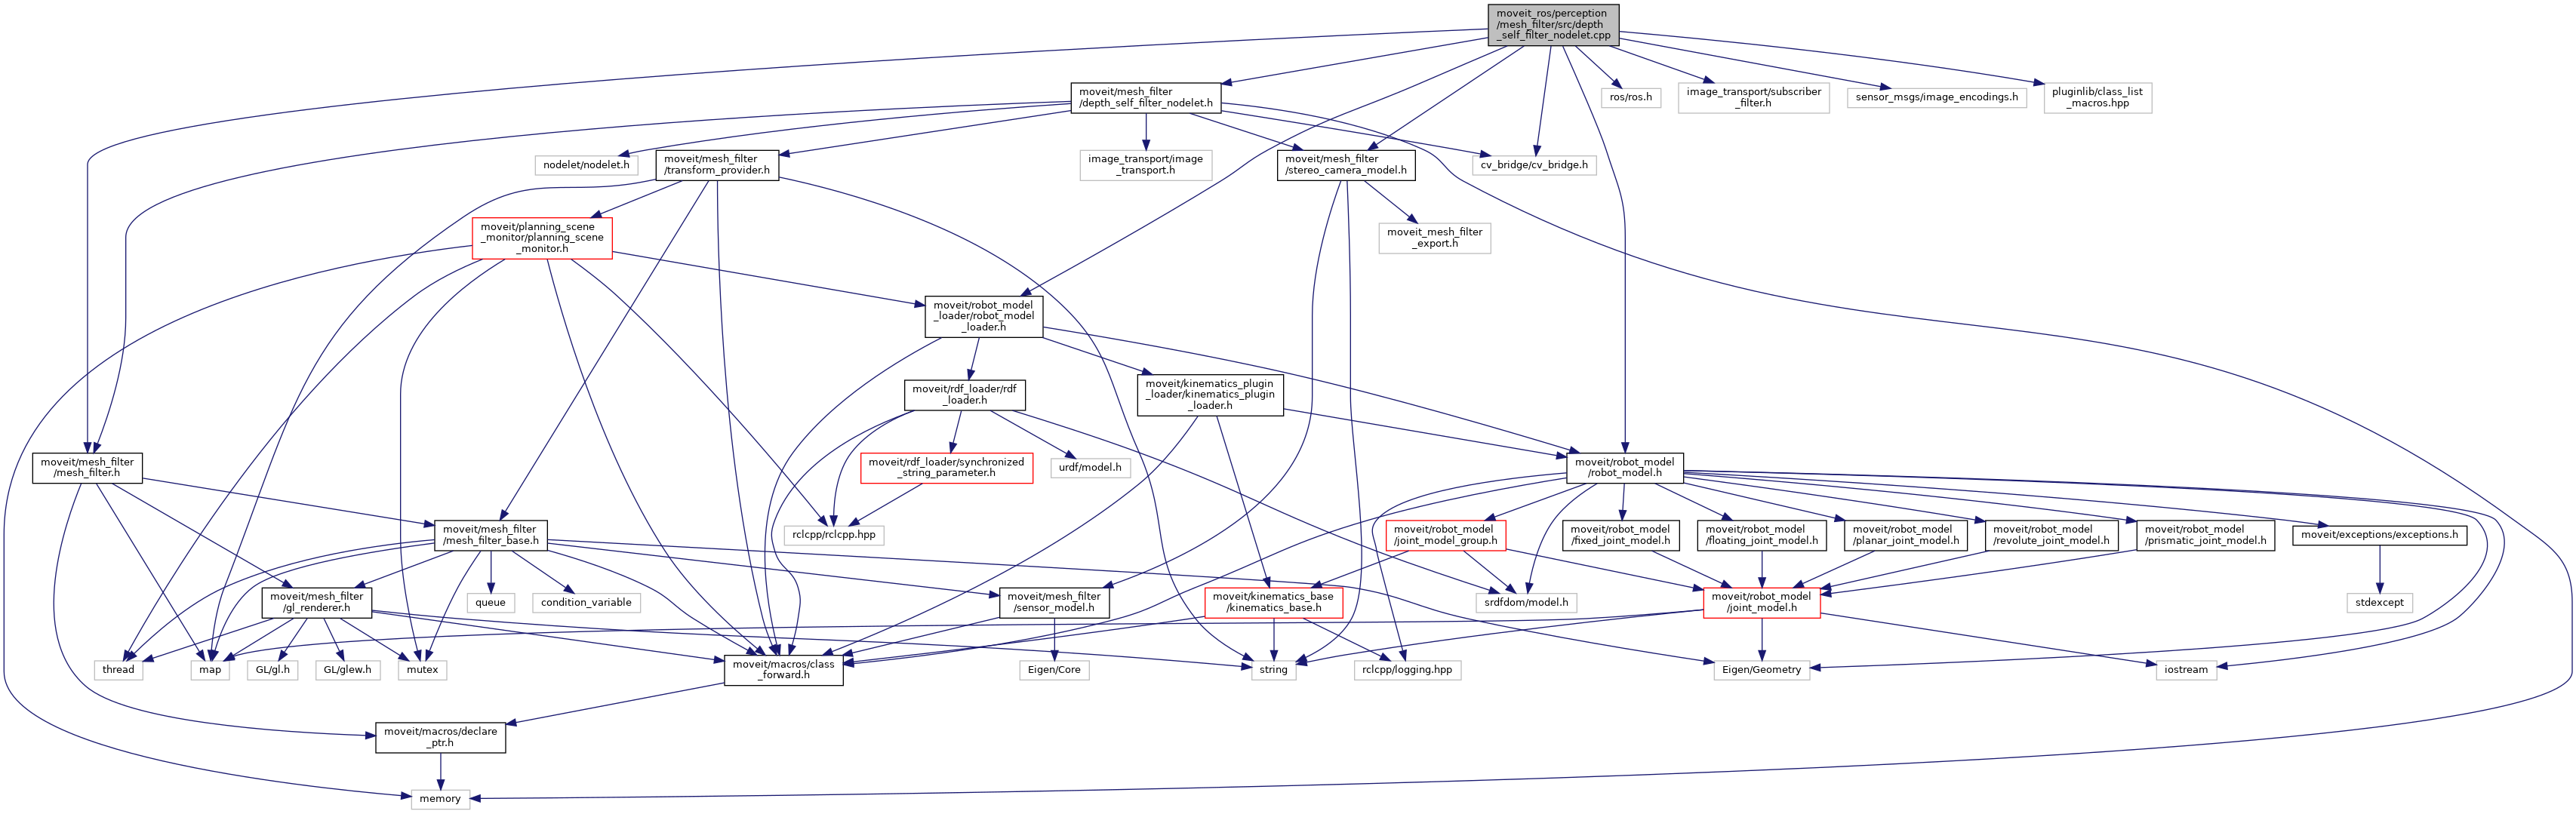 moveit_ros/perception
/mesh_filter/src/depth
_self_filter_nodelet.cpp
moveit/mesh_filter
/depth_self_filter_nodelet.h
ros/ros.h
image_transport/subscriber
_filter.h
sensor_msgs/image_encodings.h
pluginlib/class_list
_macros.hpp
nodelet/nodelet.h
moveit/mesh_filter
/transform_provider.h
image_transport/image
_transport.h
moveit/mesh_filter
/stereo_camera_model.h
cv_bridge/cv_bridge.h
moveit/planning_scene
_monitor/planning_scene
_monitor.h
moveit_mesh_filter
_export.h
moveit/robot_model
_loader/robot_model
_loader.h
moveit/rdf_loader/rdf
_loader.h
moveit/kinematics_plugin
_loader/kinematics_plugin
_loader.h
moveit/mesh_filter
/mesh_filter.h
moveit/rdf_loader/synchronized
_string_parameter.h
urdf/model.h
moveit/robot_model
/robot_model.h
moveit/mesh_filter
/mesh_filter_base.h
rclcpp/rclcpp.hpp
moveit/robot_model
/joint_model_group.h
moveit/robot_model
/fixed_joint_model.h
moveit/robot_model
/floating_joint_model.h
moveit/robot_model
/planar_joint_model.h
moveit/robot_model
/revolute_joint_model.h
moveit/robot_model
/prismatic_joint_model.h
moveit/exceptions/exceptions.h
moveit/mesh_filter
/gl_renderer.h
queue
condition_variable
moveit/mesh_filter
/sensor_model.h
moveit/kinematics_base
/kinematics_base.h
srdfdom/model.h
moveit/robot_model
/joint_model.h
stdexcept
thread
map
GL/gl.h
GL/glew.h
mutex
moveit/macros/class
_forward.h
Eigen/Core
string
rclcpp/logging.hpp
Eigen/Geometry
iostream
moveit/macros/declare
_ptr.h
memory